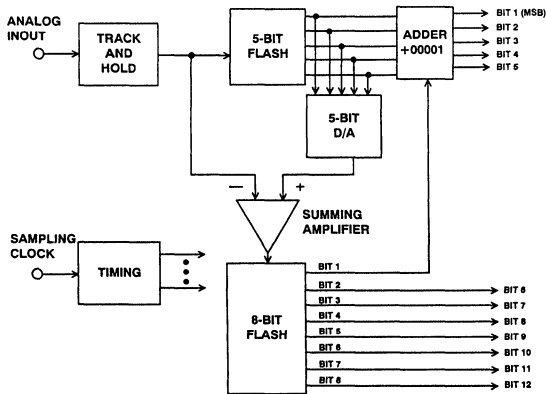 ANALOG
INOUT
TRACK
AND
HOLD
5-BIT
FLASH
ADDER
+00001
BIT 1 (MSB)
BIT 2
BIT 3
BIT 4
BIT 5
5-BIT
D/A
—
+
SUMMING
AMPLIFIER
SAMPLING
CLOCK
TIMING
8-BIT
FLASH
BIT 1
BIT 2
BIT 3
BIT 4
BIT 5
BIT 6
BIT 7
BIT 8
BIT 6
BIT 7
BIT 8
BIT 9
BIT 10
BIT 11
BIT 12